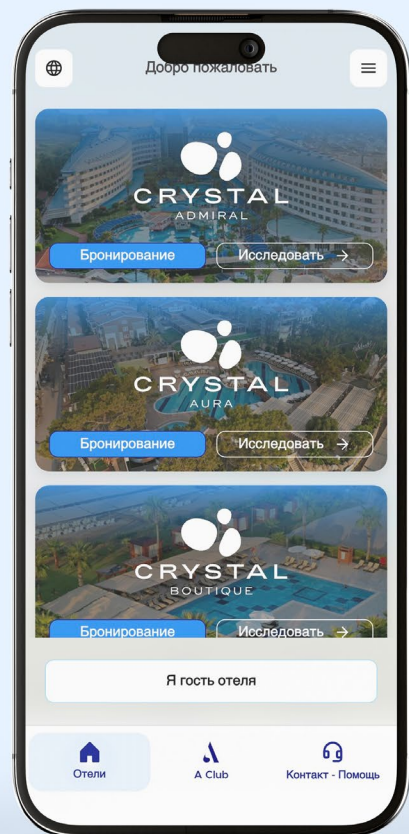 Добро пожаловать
CRYSTAL
ADMIRAL
Бронирование
Исследовать →
CRYSTAL
AURA
Бронирование
Исследовать →
CRYSTAL
BOUTIQUE
Бронирование
Исследовать →
Я гость отеля
Отели
A Club
Контакт - Помощь